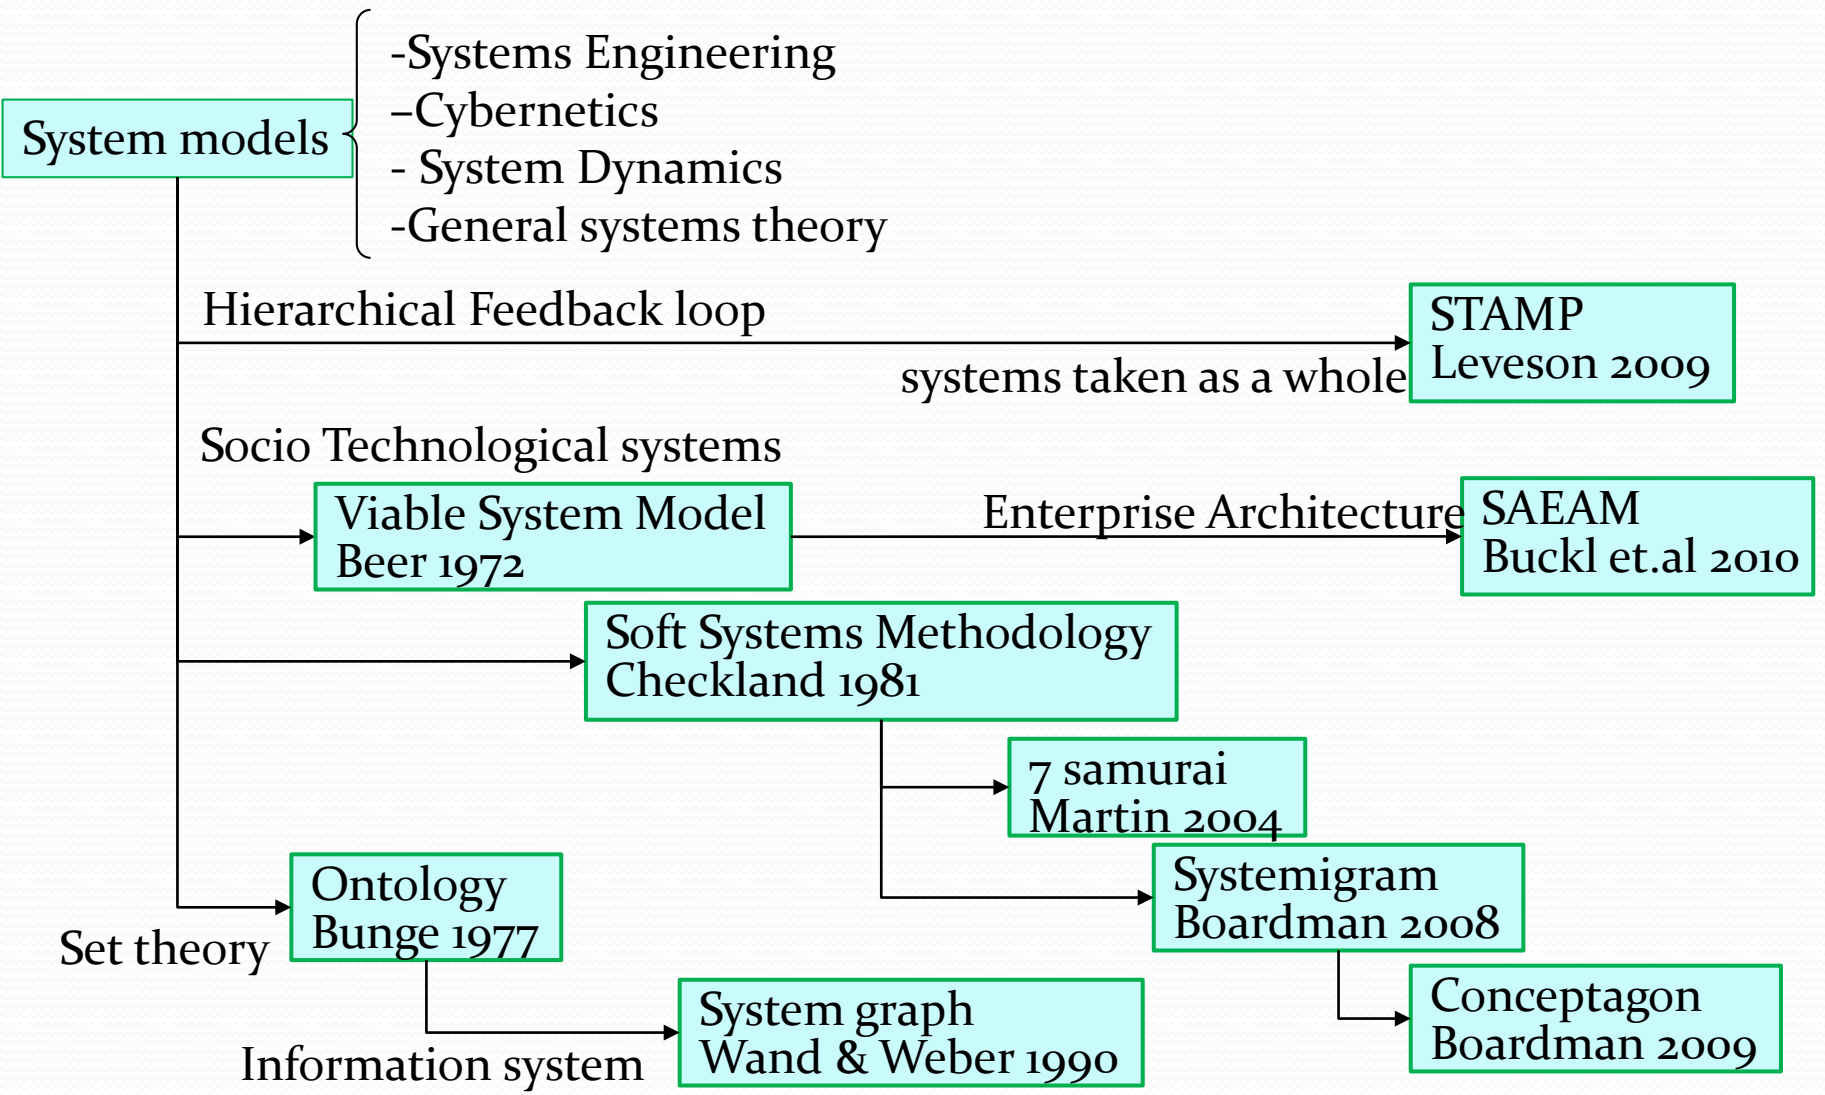 -Systems Engineering
–Cybernetics
System models
- System Dynamics
-General systems theory
Hierarchical Feedback loop
STAMP
Leveson 2009
systems taken as a whole
Socio Technological systems
Viable System Model
Beer 1972
Enterprise Architecture
SAEAM
Buckl et.al 2010
Soft Systems Methodology
Checkland 1981
7 samurai
Martin 2004
Systemigram
Boardman 2008
Ontology
Bunge 1977
Set theory
Conceptagon
Boardman 2009
System graph
Wand & Weber 1990
Information system